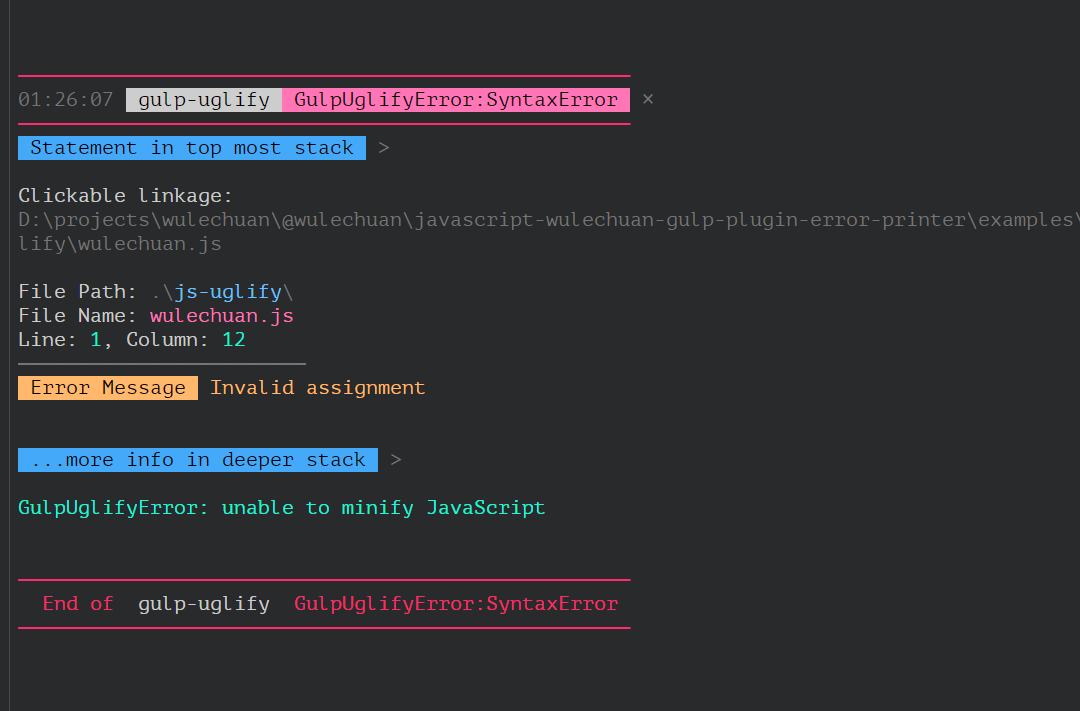 01:26:07 gulp-uglify GulpUglifyError:SyntaxError ×
Statement in top most stack >
Clickable linkage:
D:\projects\wulechuan\@wulechuan\javascript-wulechuan-gulp-plugin-error-printer\examples\
lify\wulechuan.js
File Path: .\js-uglify\
File Name: wulechuan.js
Line: 1, Column: 12
Error Message Invalid assignment
...more info in deeper stack >
GulpUglifyError: unable to minify JavaScript
End of gulp-uglify GulpUglifyError:SyntaxError